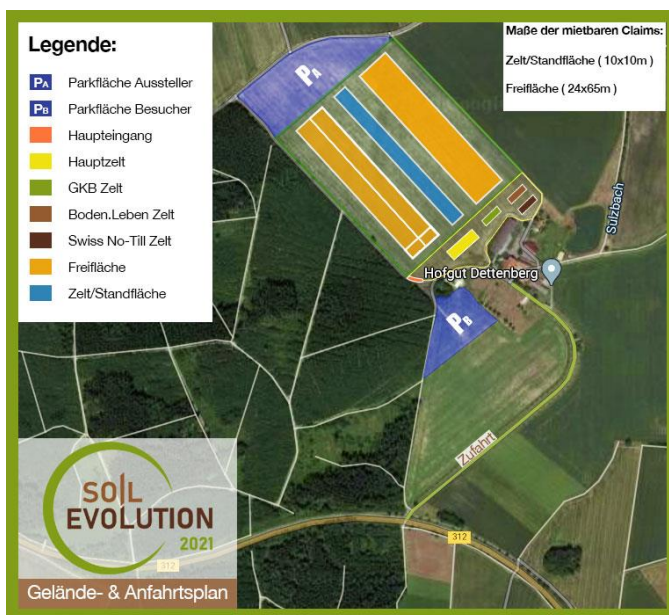 Legende:
PA Parkfläche Aussteller
PB Parkfläche Besucher
Haupteingang
Hauptzelt
GKB Zelt
Boden.Leben Zelt
Swiss No-Till Zelt
Freifläche
Zelt/Standfläche
Maße der mietbaren Claims:
Zelt/Standfläche ( 10x10m )
Freifläche ( 24x65m )
PA
Sulzbach
Hofgut Dettenberg
PB
Zufahrt
312
312
SOIL
EVOLUTION
2021
Gelände- & Anfahrtsplan